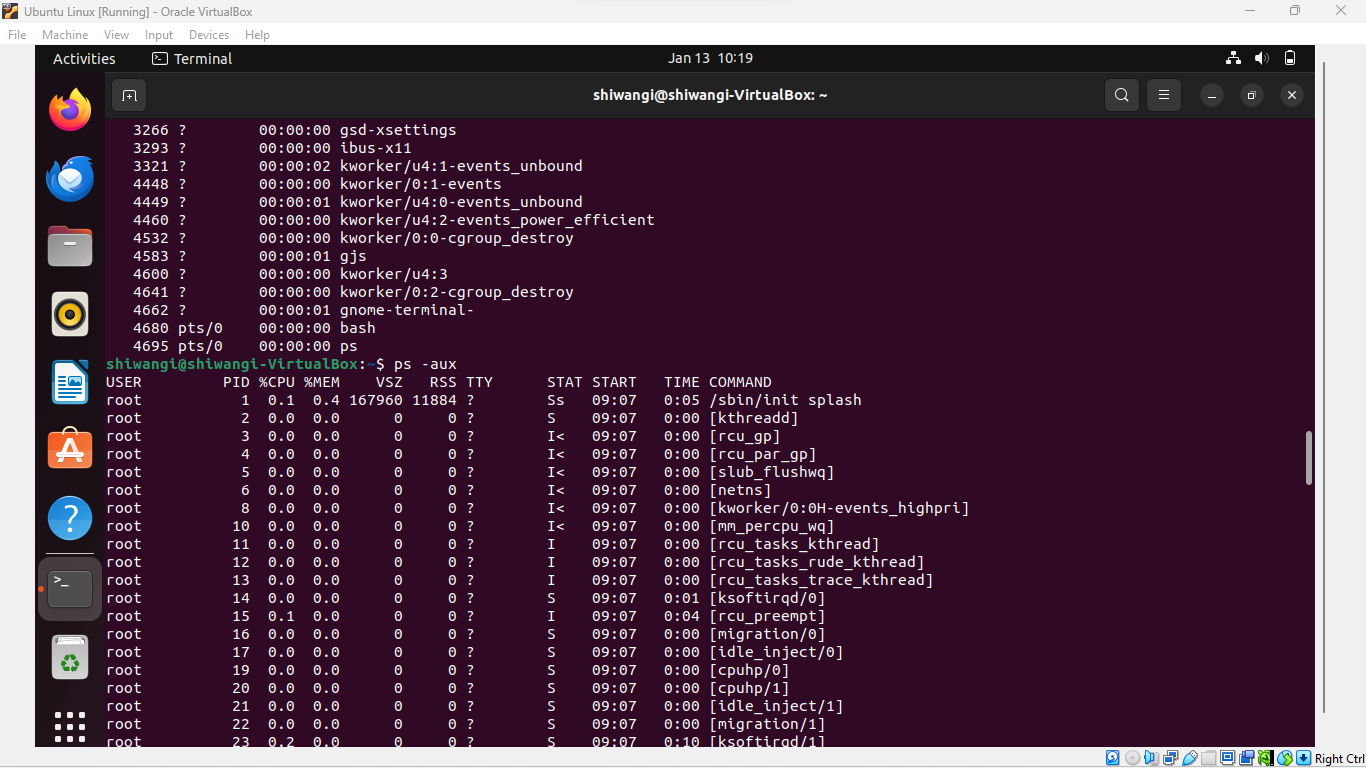 Ubuntu Linux [Running] - Oracle VirtualBox
File Machine View Input Devices Help
Activities Terminal Jan 13 10:19
shiwangi@shiwangi-VirtualBox: ~
3266 ? 00:00:00 gsd-xsettings
3293 ? 00:00:00 ibus-x11
3321 ? 00:00:02 kworker/u4:1-events_unbound
4448 ? 00:00:00 kworker/0:1-events
4449 ? 00:00:01 kworker/u4:0-events_unbound
4460 ? 00:00:00 kworker/u4:2-events_power_efficient
4532 ? 00:00:00 kworker/0:0-cgroup_destroy
4583 ? 00:00:01 gjs
4600 ? 00:00:00 kworker/u4:3
4641 ? 00:00:00 kworker/0:2-cgroup_destroy
4662 ? 00:00:01 gnome-terminal-
4680 pts/0 00:00:00 bash
4695 pts/0 00:00:00 ps
shiwangi@shiwangi-VirtualBox:~$ ps -aux
USER PID %CPU %MEM VSZ RSS TTY STAT START TIME COMMAND
root 1 0.1 0.4 167960 11884 ? Ss 09:07 0:05 /sbin/init splash
root 2 0.0 0.0 0 0 ? S 09:07 0:00 [kthreadd]
root 3 0.0 0.0 0 0 ? I< 09:07 0:00 [rcu_gp]
root 4 0.0 0.0 0 0 ? I< 09:07 0:00 [rcu_par_gp]
root 5 0.0 0.0 0 0 ? I< 09:07 0:00 [slub_flushwq]
root 6 0.0 0.0 0 0 ? I< 09:07 0:00 [netns]
root 8 0.0 0.0 0 0 ? I< 09:07 0:00 [kworker/0:0H-events_highpri]
root 10 0.0 0.0 0 0 ? I< 09:07 0:00 [mm_percpu_wq]
root 11 0.0 0.0 0 0 ? I 09:07 0:00 [rcu_tasks_kthread]
root 12 0.0 0.0 0 0 ? I 09:07 0:00 [rcu_tasks_rude_kthread]
root 13 0.0 0.0 0 0 ? I 09:07 0:00 [rcu_tasks_trace_kthread]
root 14 0.0 0.0 0 0 ? S 09:07 0:01 [ksoftirqd/0]
root 15 0.1 0.0 0 0 ? I 09:07 0:04 [rcu_preempt]
root 16 0.0 0.0 0 0 ? S 09:07 0:00 [migration/0]
root 17 0.0 0.0 0 0 ? S 09:07 0:00 [idle_inject/0]
root 19 0.0 0.0 0 0 ? S 09:07 0:00 [cpuhp/0]
root 20 0.0 0.0 0 0 ? S 09:07 0:00 [cpuhp/1]
root 21 0.0 0.0 0 0 ? S 09:07 0:00 [idle_inject/1]
root 22 0.0 0.0 0 0 ? S 09:07 0:00 [migration/1]
root 23 0.2 0.0 0 0 ? S 09:07 0:10 [ksoftirqd/1]
Right Ctrl